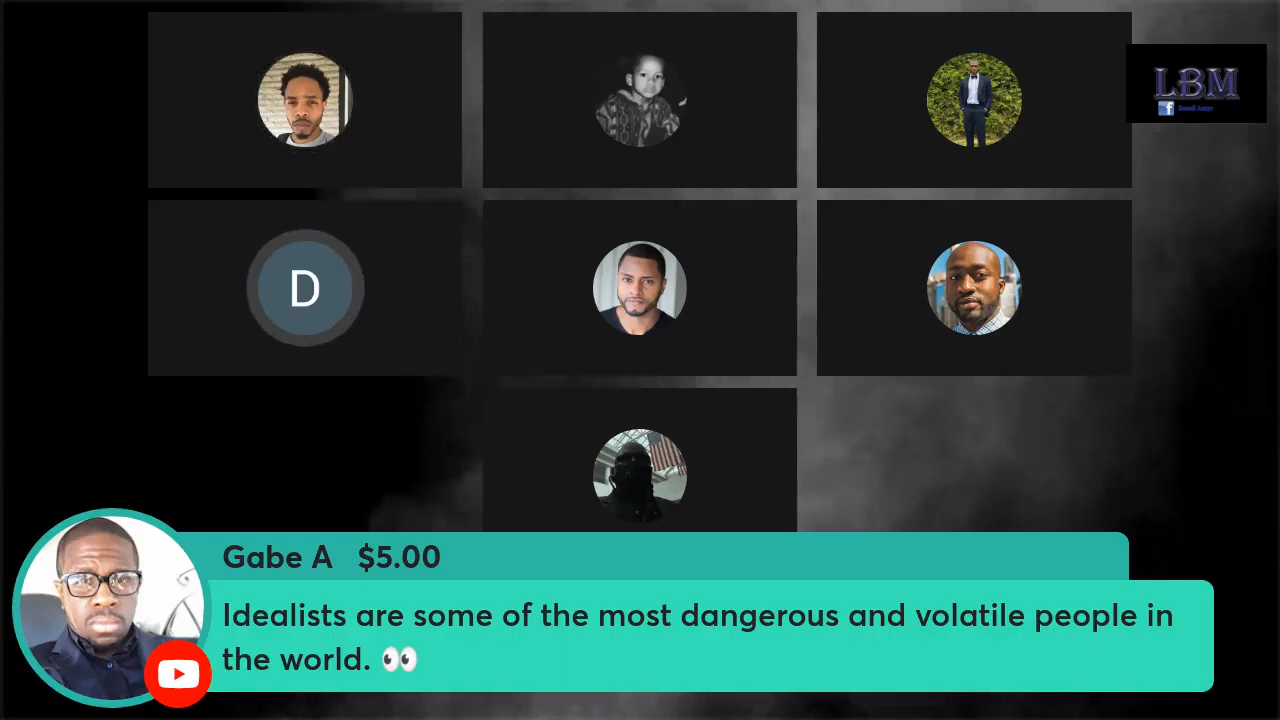 LBM
D
Gabe A $5.00
Idealists are some of the most dangerous and volatile people in
the world. 👀